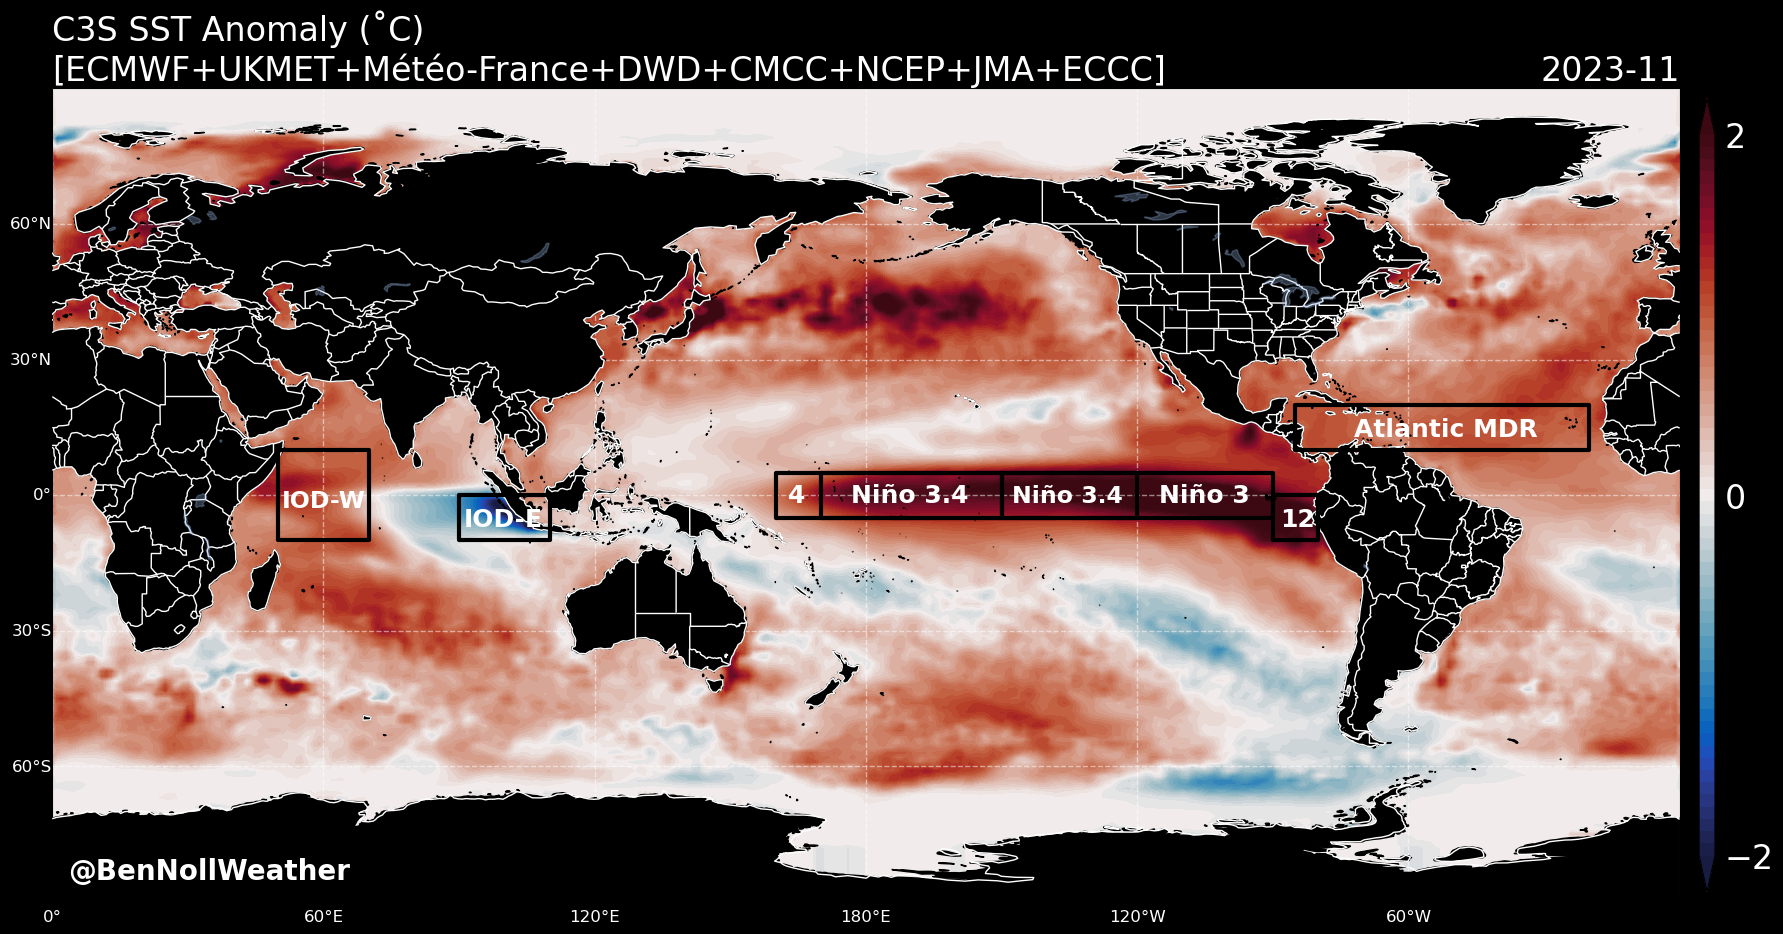 C3S SST Anomaly (˚C)
[ECMWF+UKMET+Météo-France+DWD+CMCC+NCEP+JMA+ECCC]
2023-11
2
0
−2
60°N
30°N
0°
30°S
60°S
Atlantic MDR
IOD-W
IOD-E
4
Niño 3.4
Niño 3.4
Niño 3
12
@BenNollWeather
0°
60°E
120°E
180°E
120°W
60°W